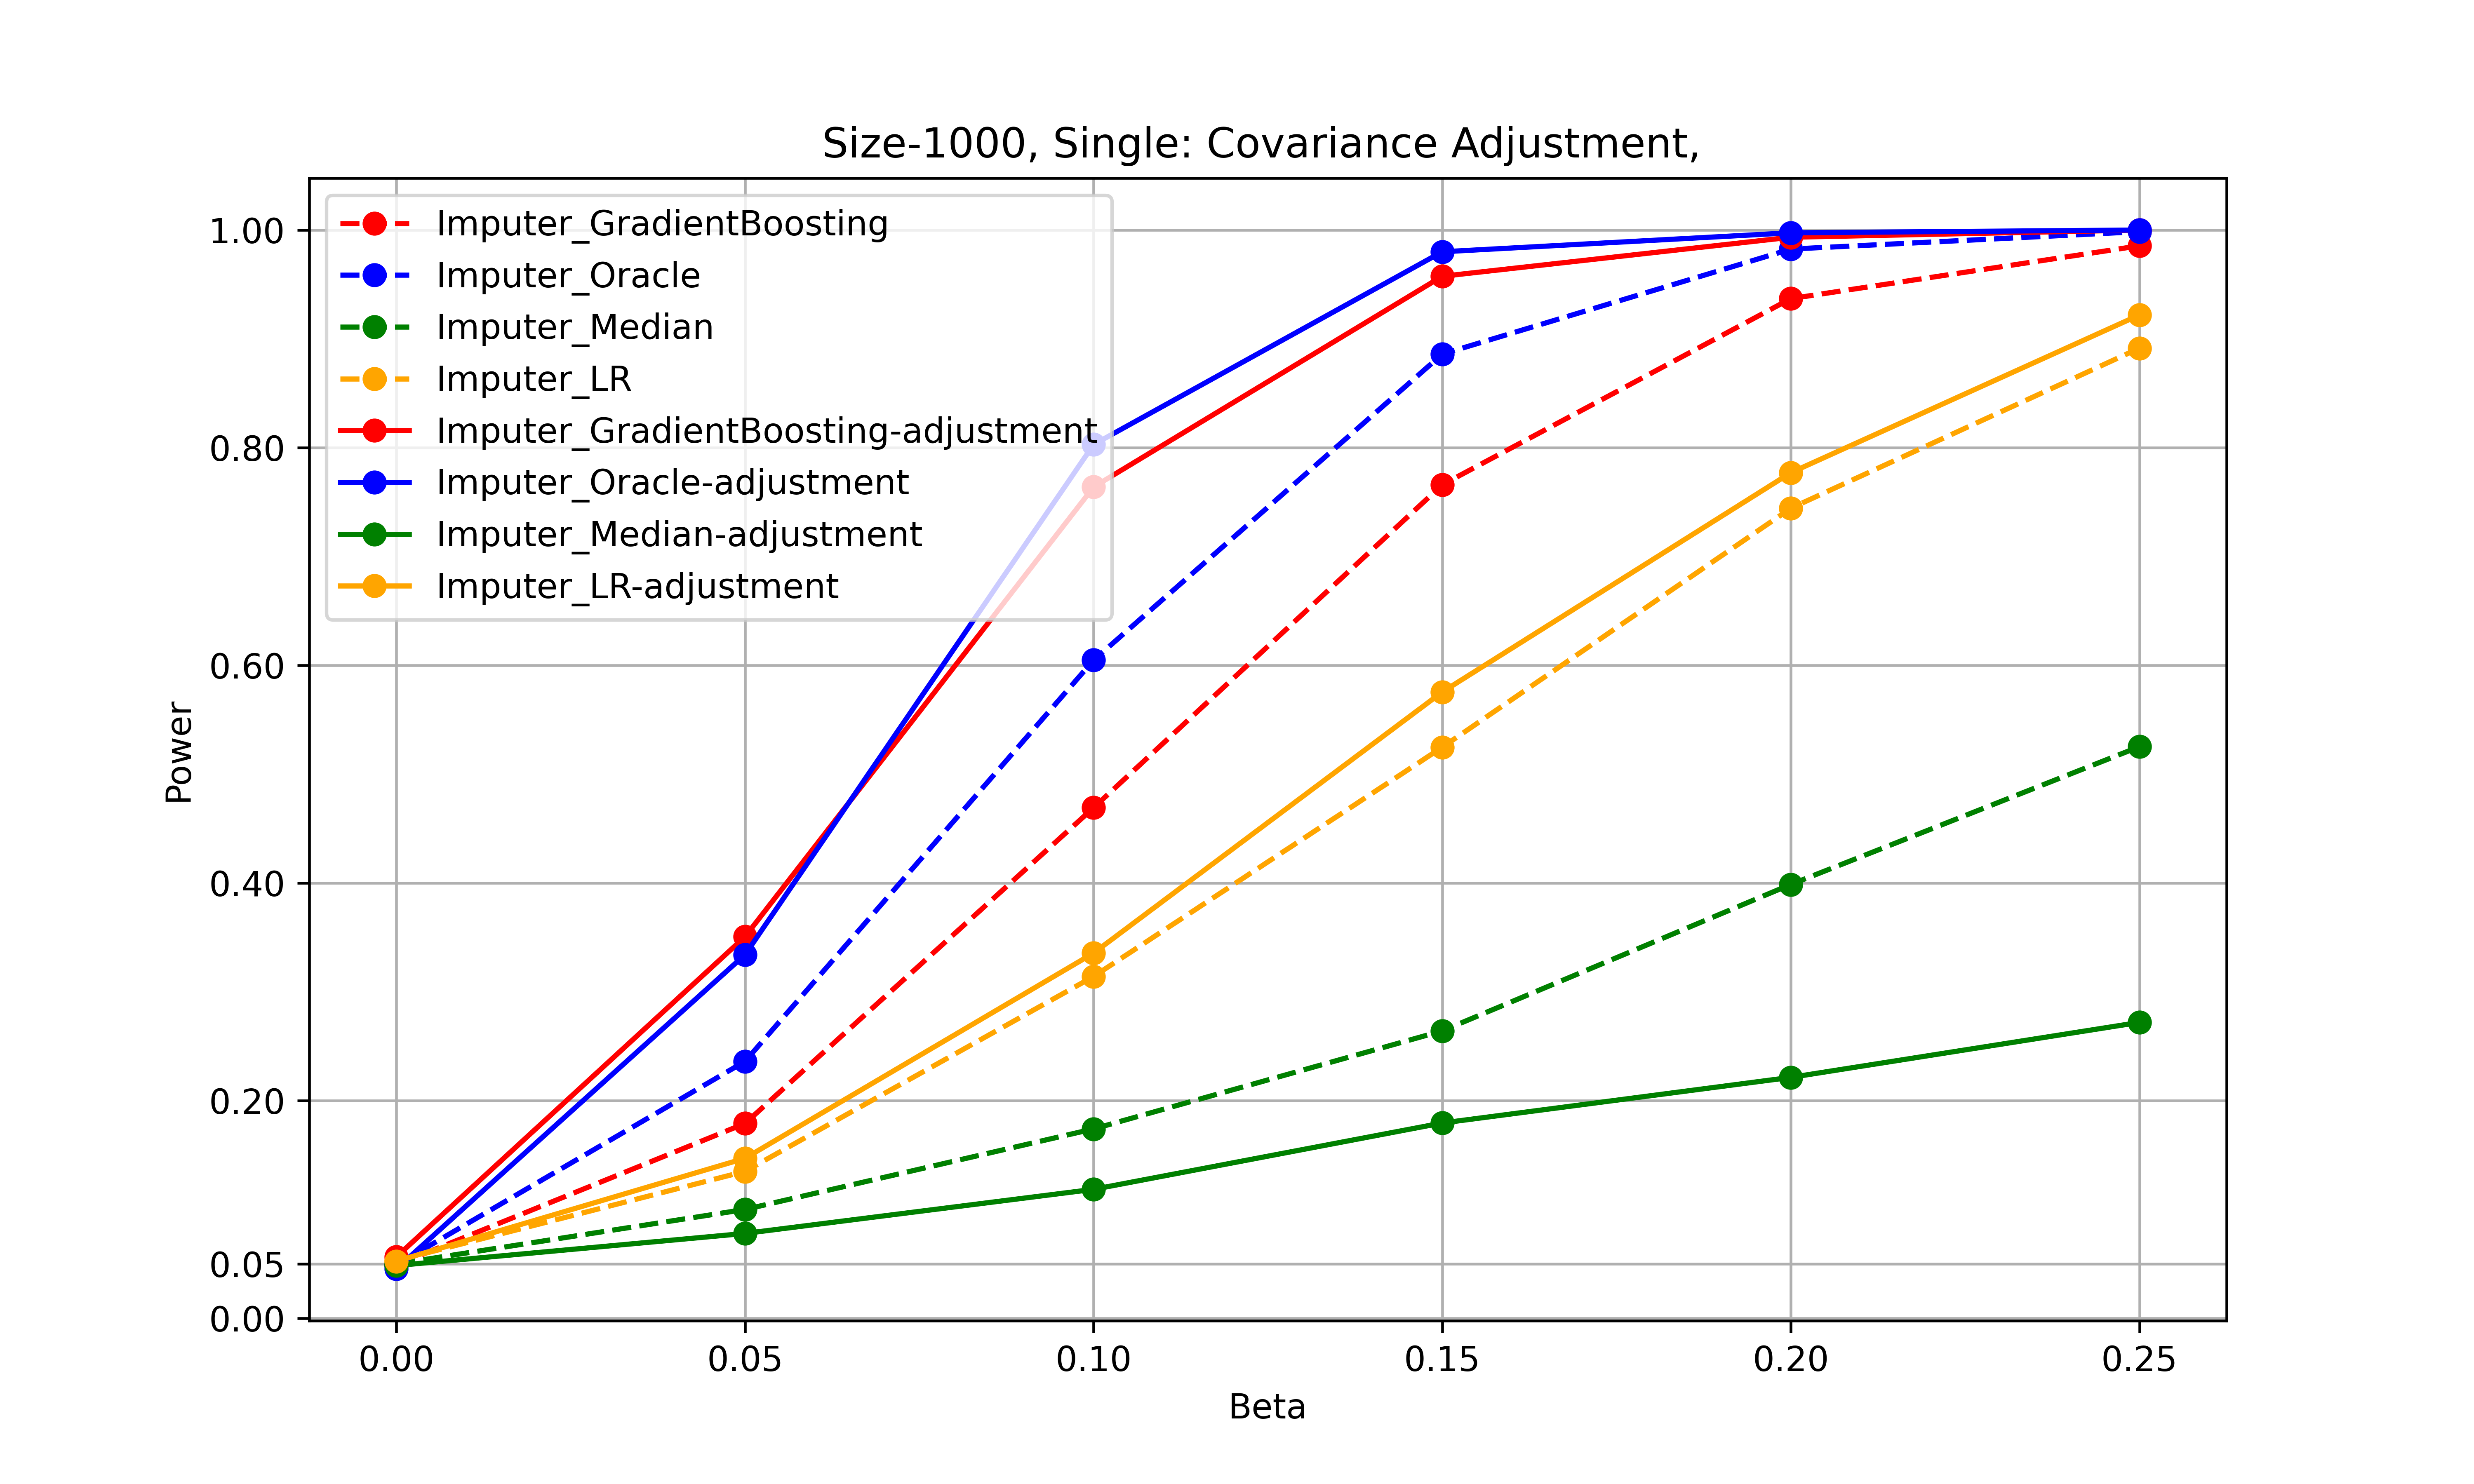 Size-1000, Single: Covariance Adjustment,
Imputer_GradientBoosting
Imputer_Oracle
Imputer_Median
Imputer_LR
Imputer_GradientBoosting-adjustment
Imputer_Oracle-adjustment
Imputer_Median-adjustment
Imputer_LR-adjustment
1.00
0.80
0.60
0.40
0.20
0.05
0.00
Power
0.00 0.05 0.10 0.15 0.20 0.25
Beta